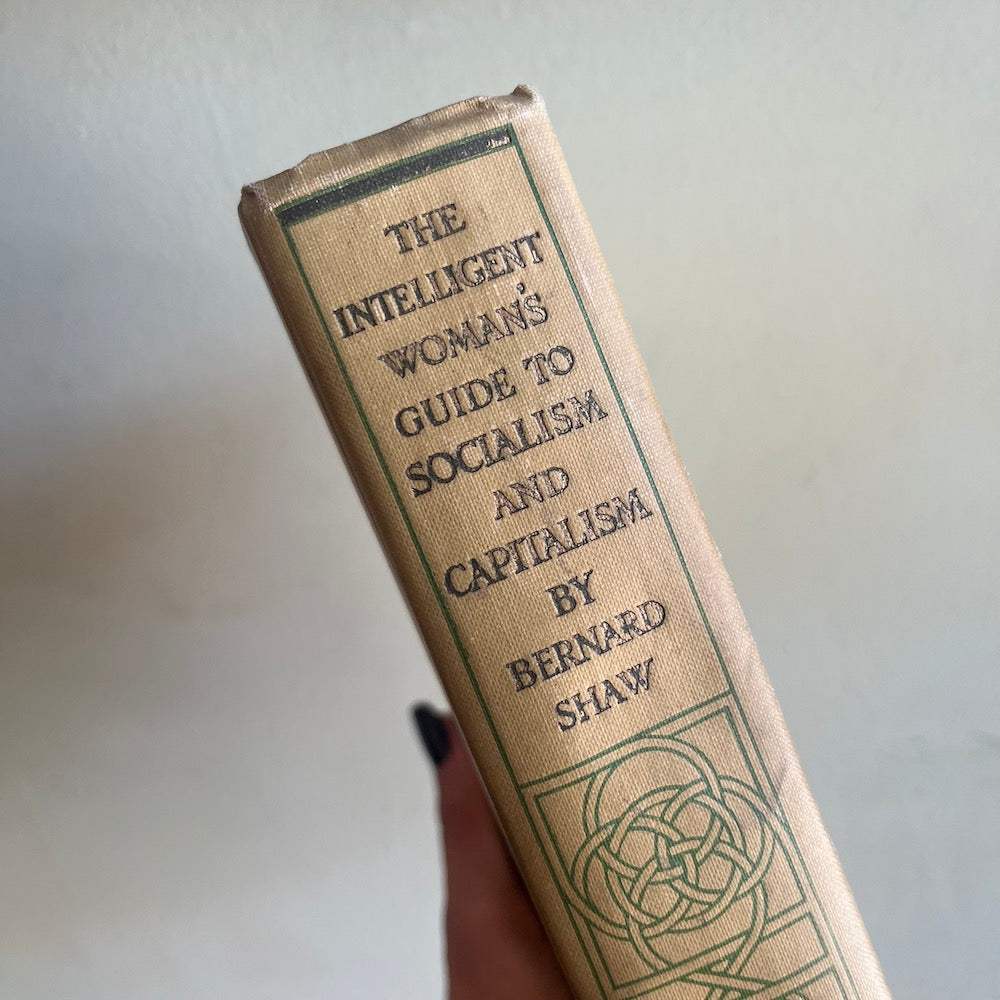 THE
INTELLIGENT
WOMAN'S
GUIDE TO
SOCIALISM
AND
CAPITALISM
BY
BERNARD
SHAW